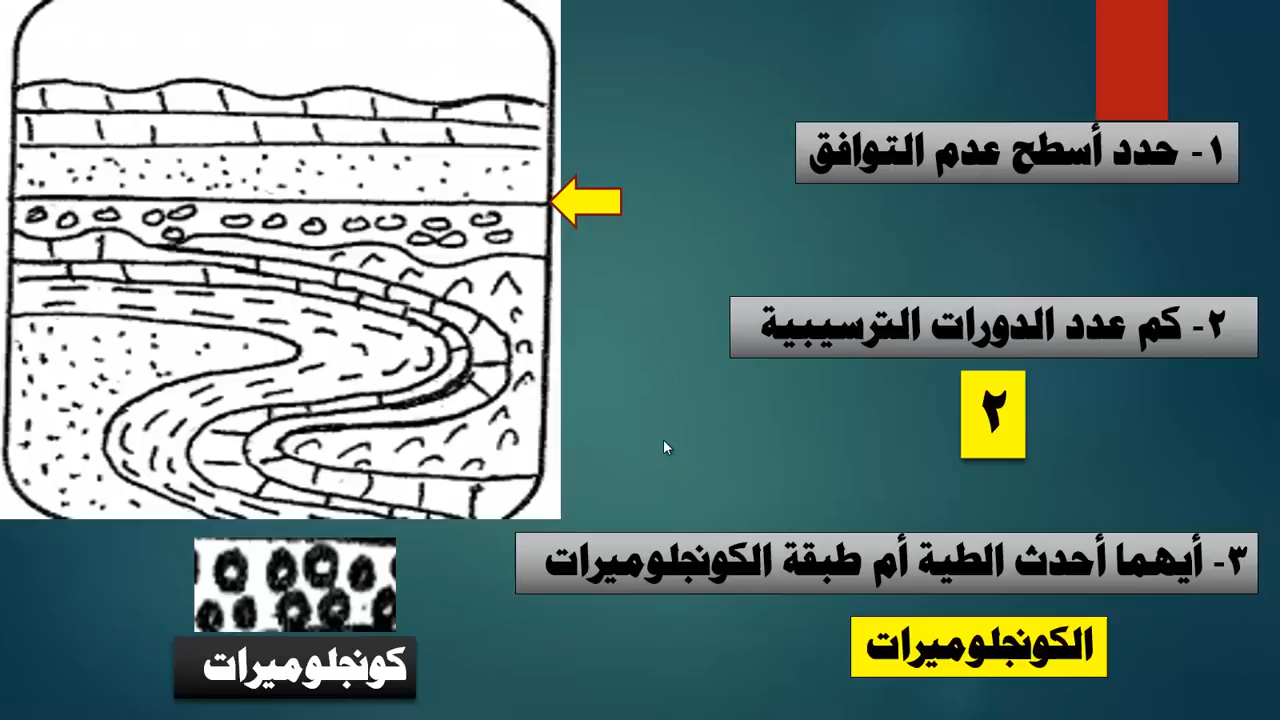 ١- حدد أسطح عدم التوافق
٢- كم عدد الدورات الترسيبية
٢
٣- أيهما أحدث الطية أم طبقة الكونجلوميرات
الكونجلوميرات
كونجلوميرات